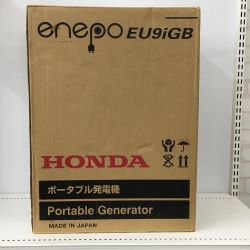 enepo EU9iGB
HONDA
ポータブル発電機
Portable Generator
MADE IN JAPAN